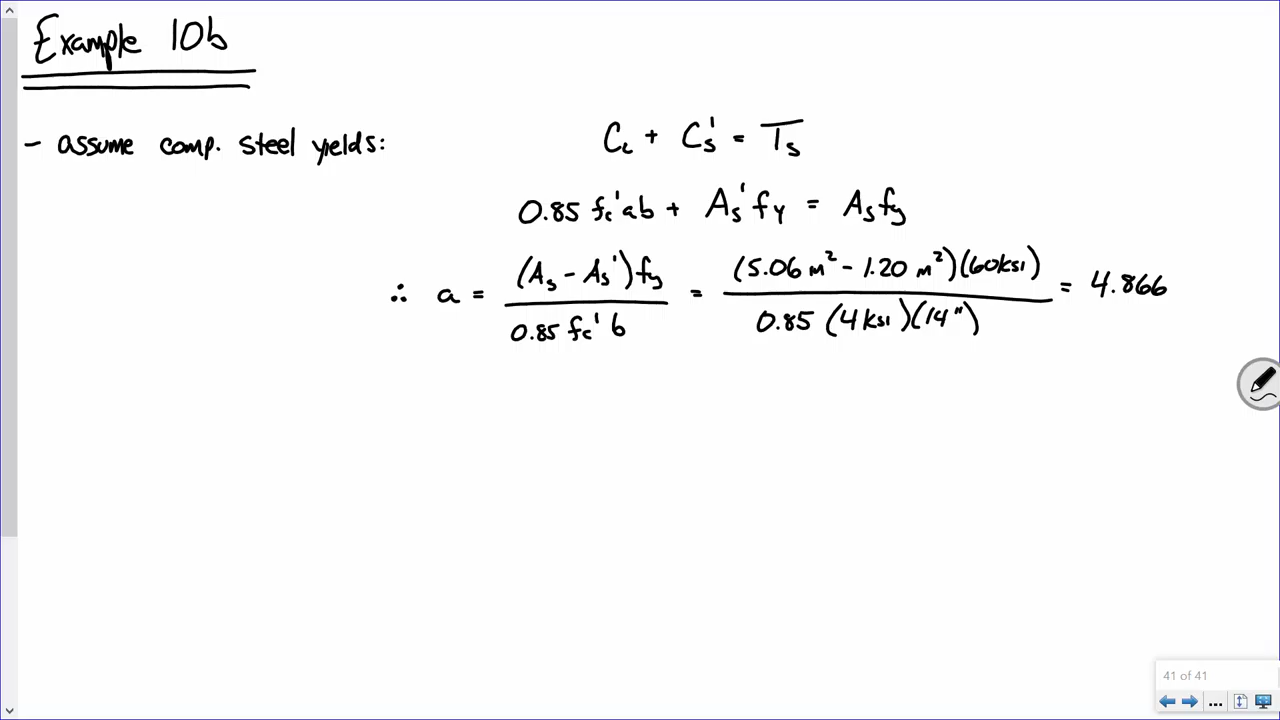 Example 10b
- assume comp. steel yields:
Cc + Cs' = Ts
0.85 fc'ab + As'fy = Asfy
∴ a = (As - As')fy / 0.85 fc' b = (5.06 in² - 1.20 in²)(60ksi) / 0.85 (4ksi)(14") = 4.866
41 of 41
...